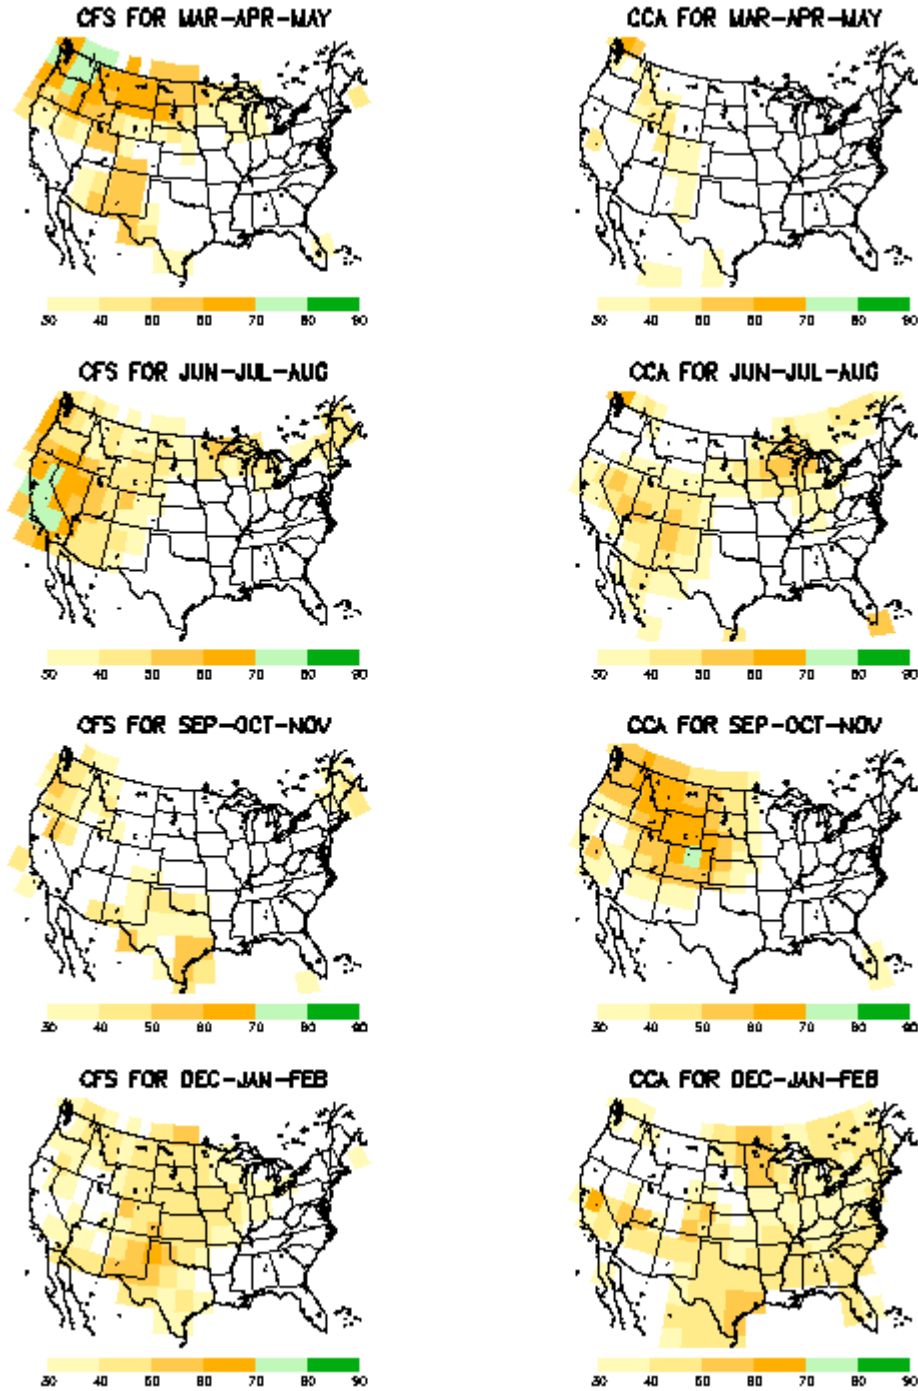 CFS FOR MAR-APR-MAY CCA FOR MAR-APR-MAY
30 40 50 60 70 80 90 30 40 50 60 70 80 90
CFS FOR JUN-JUL-AUG CCA FOR JUN-JUL-AUG
30 40 50 60 70 80 90 30 40 50 60 70 80 90
CFS FOR SEP-OCT-NOV CCA FOR SEP-OCT-NOV
30 40 50 60 70 80 90 30 40 50 60 70 80 90
CFS FOR DEC-JAN-FEB CCA FOR DEC-JAN-FEB
30 40 50 60 70 80 90 30 40 50 60 70 80 90